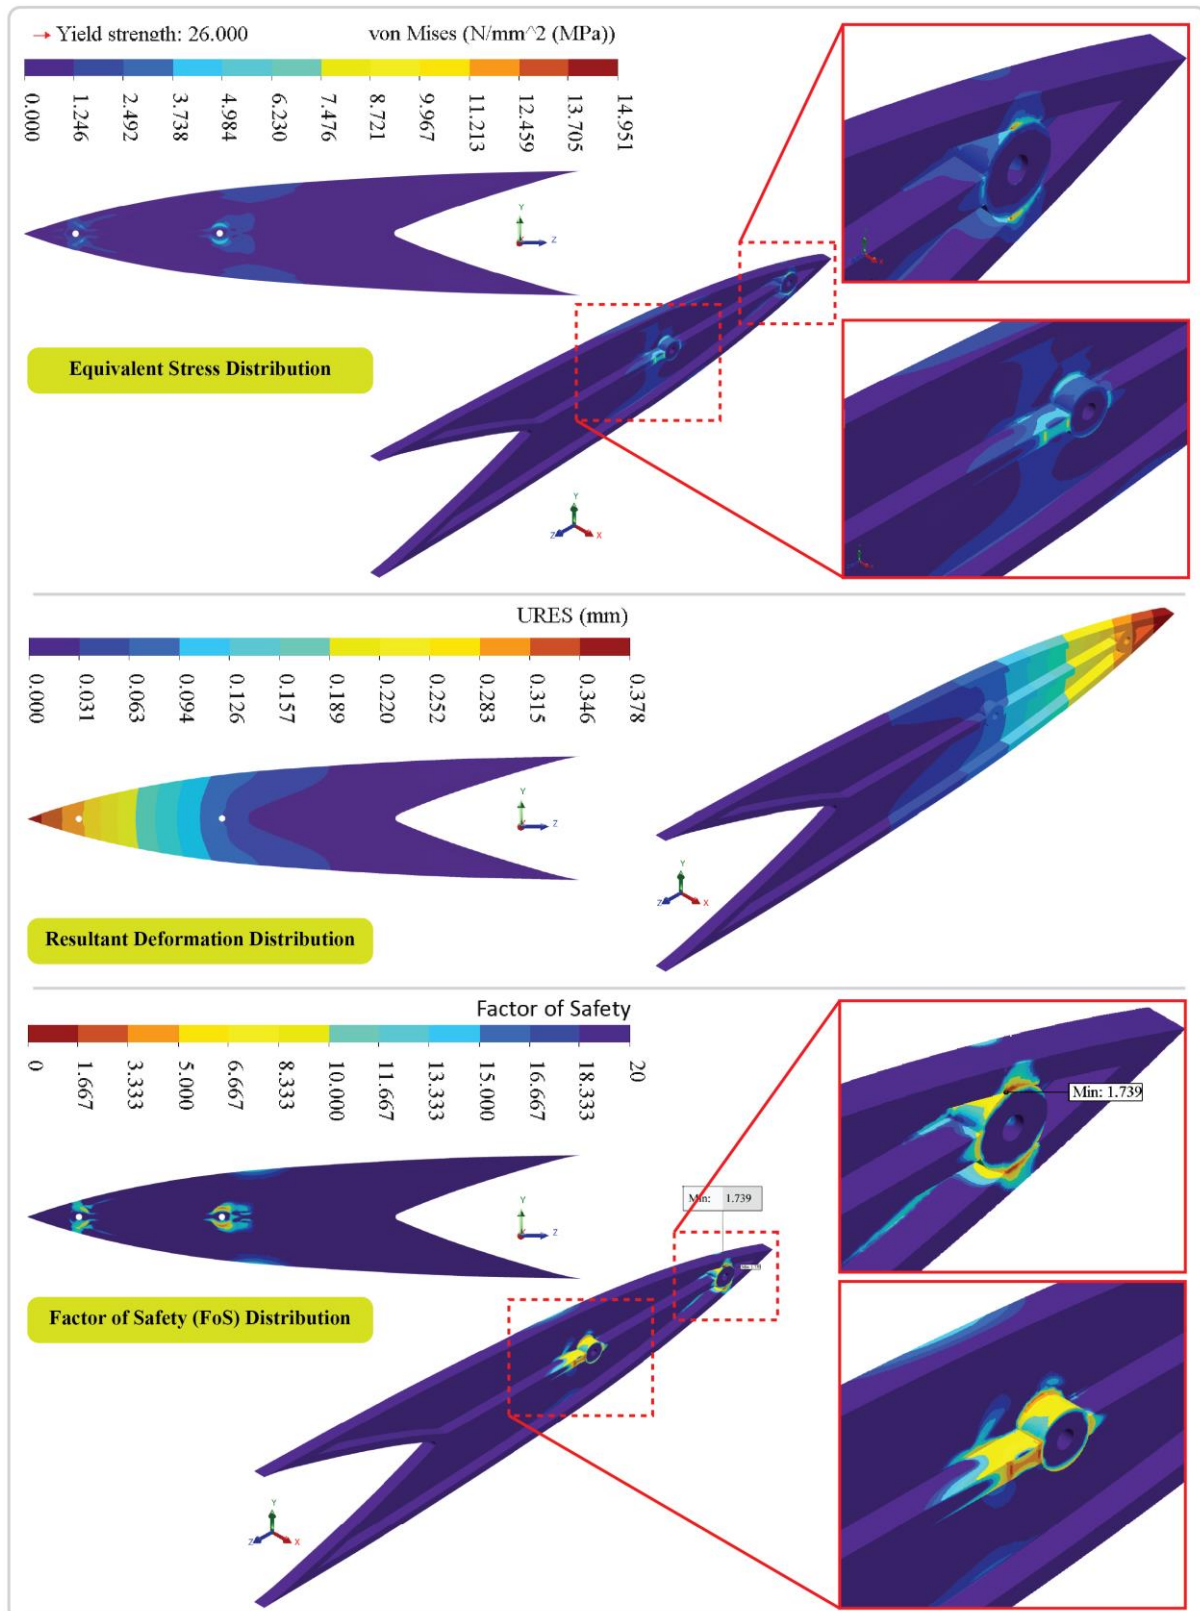 → Yield strength: 26.000
von Mises (N/mm^2 (MPa))
0.000
1.246
2.492
3.738
4.984
6.230
7.476
8.721
9.967
11.213
12.459
13.705
14.951
Y
Z
Equivalent Stress Distribution
Y
Z
X
URES (mm)
0.000
0.031
0.063
0.094
0.126
0.157
0.189
0.220
0.252
0.283
0.315
0.346
0.378
Y
Z
Y
Z
X
Resultant Deformation Distribution
Factor of Safety
0
1.667
3.333
5.000
6.667
8.333
10.000
11.667
13.333
15.000
16.667
18.333
20
Min: 1.739
Y
Z
Min: 1.739
Factor of Safety (FoS) Distribution
Y
Z
X